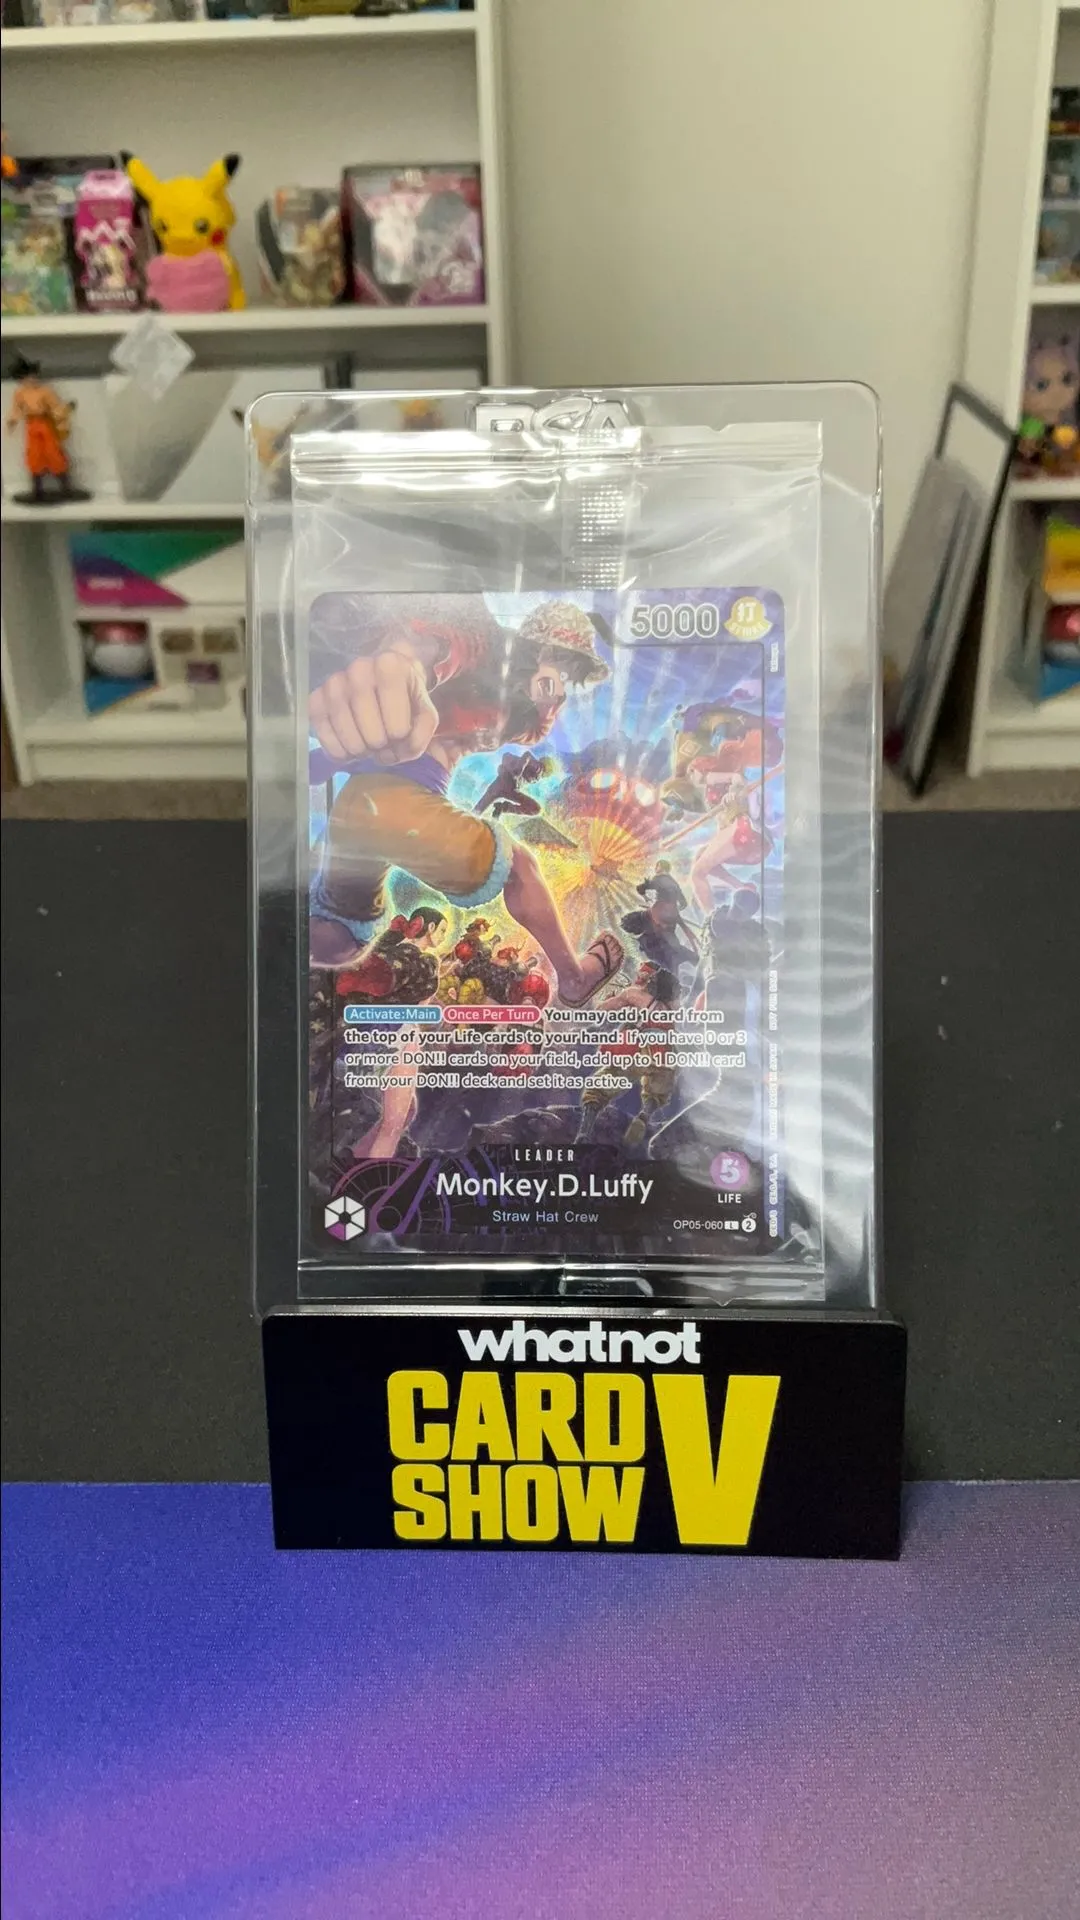 PSA
5000
打
Activate:Main Once Per Turn You may add 1 card from
the top of your Life cards to your hand: If you have 0 or 3
or more DON!! cards on your field, add up to 1 DON!! card
from your DON!! deck and set it as active.
LEADER
5
Monkey.D.Luffy
LIFE
Straw Hat Crew
OP05-060 L 2
whatnot
CARD
SHOW
V